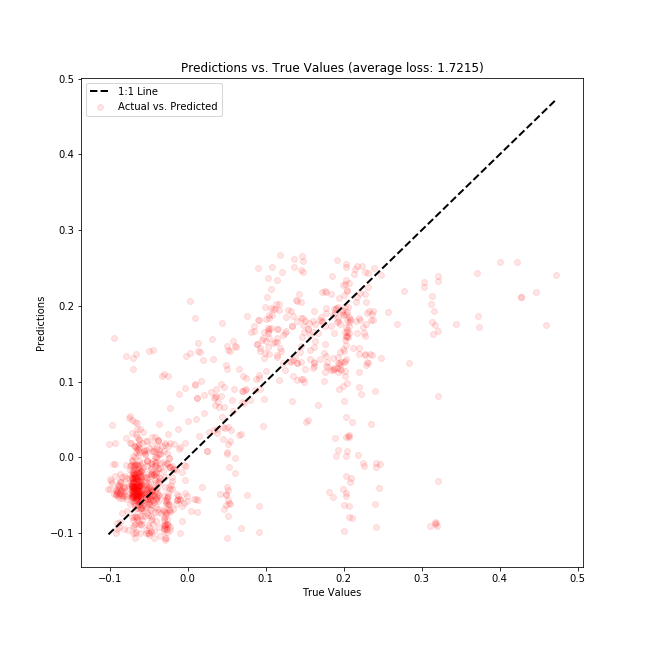 Predictions vs. True Values (average loss: 1.7215)
1:1 Line
Actual vs. Predicted
0.5
0.4
0.3
0.2
0.1
0.0
−0.1
Predictions
−0.1 0.0 0.1 0.2 0.3 0.4 0.5
True Values